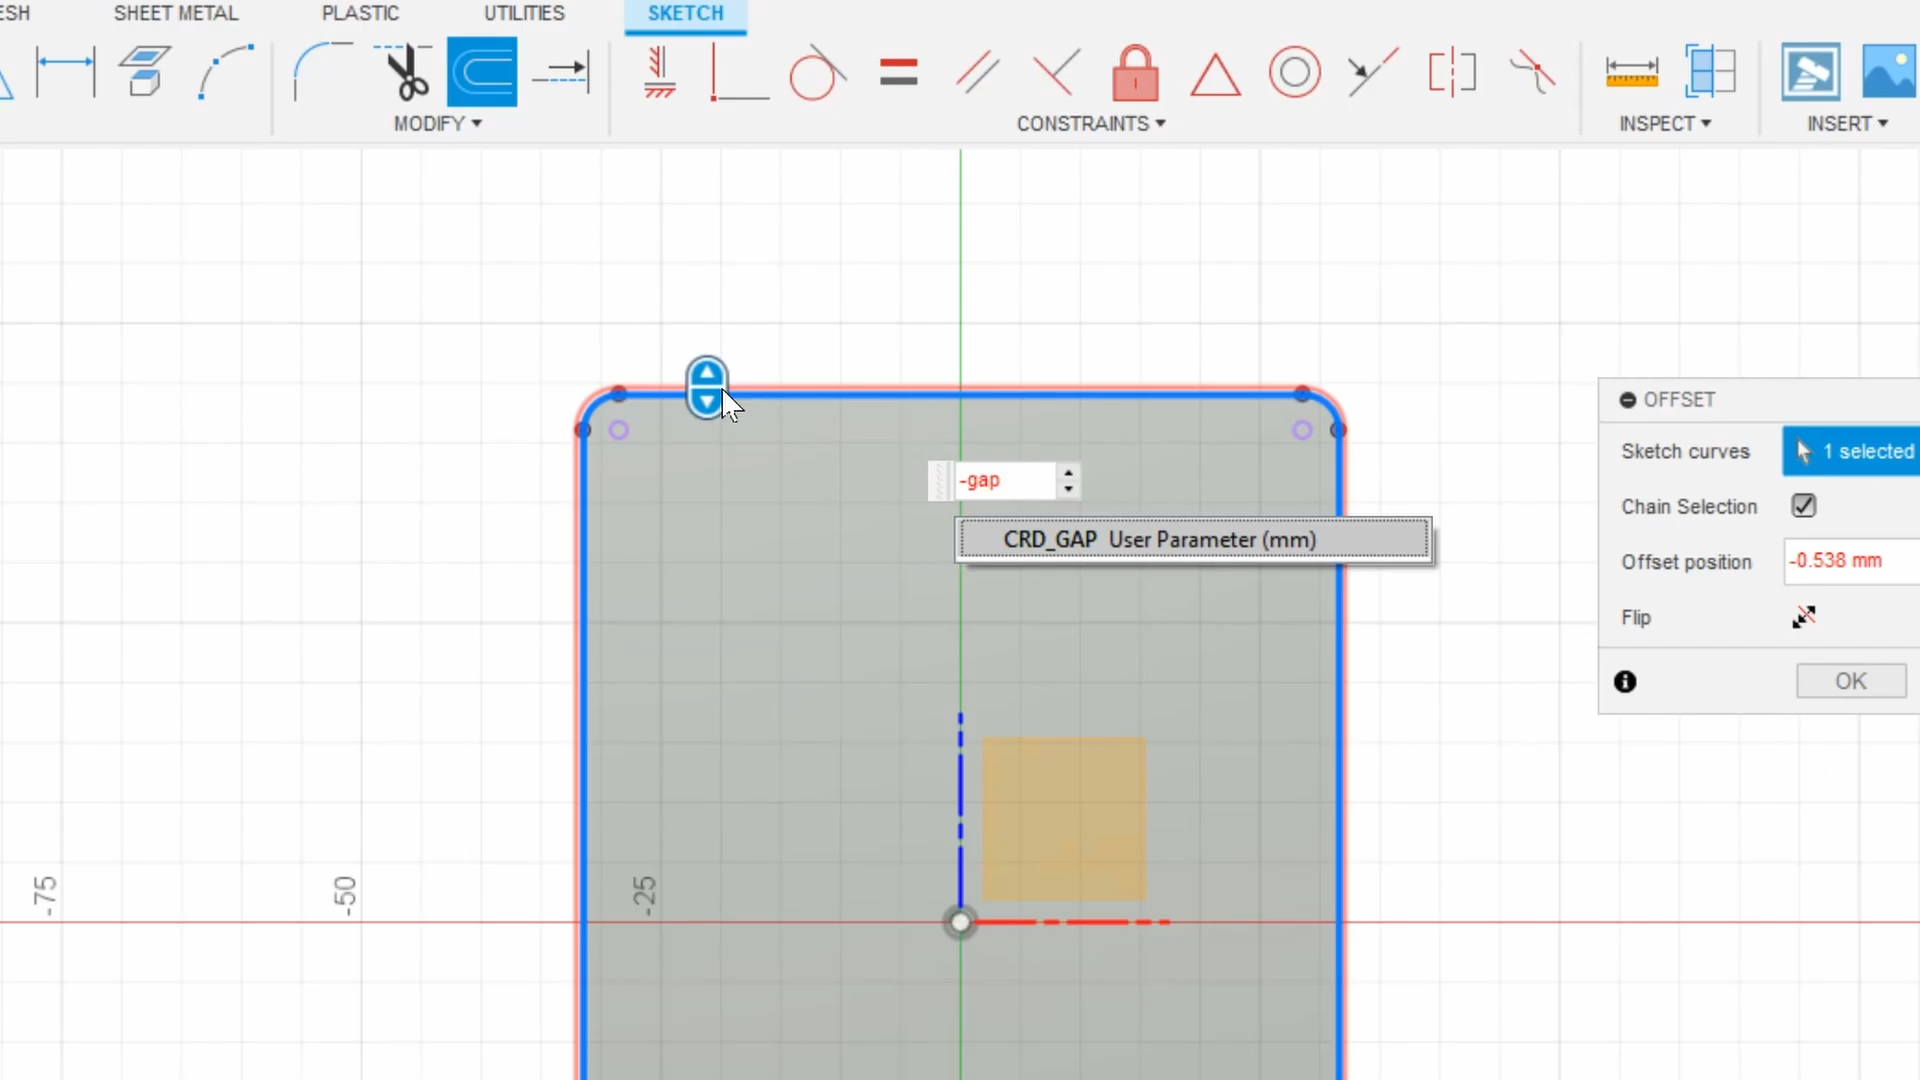 ESH SHEET METAL PLASTIC UTILITIES SKETCH
MODIFY CONSTRAINTS INSPECT INSERT
OFFSET
Sketch curves 1 selected
-gap
Chain Selection
CRD_GAP User Parameter (mm)
Offset position -0.538 mm
Flip
OK
-75
-50
-25